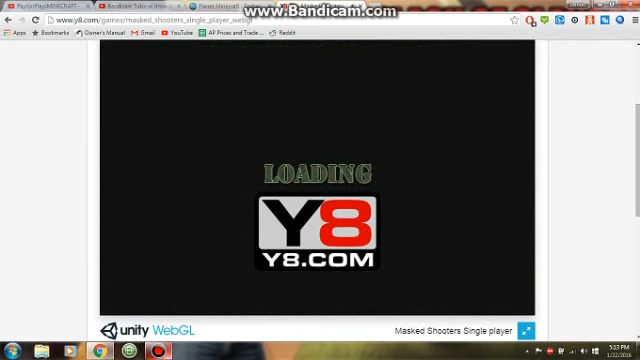 www.Bandicam.com
PaytonPlaysMINECRAFT
www.y8.com/games/masked_shooters_single_player_webgl
Apps Bookmarks Owner's Manual Gmail YouTube AP Prices and Trade ... Reddit
LOADING
Y8
Y8.COM
unity WebGL
Masked Shooters Single player
5:03 PM
1/22/2016